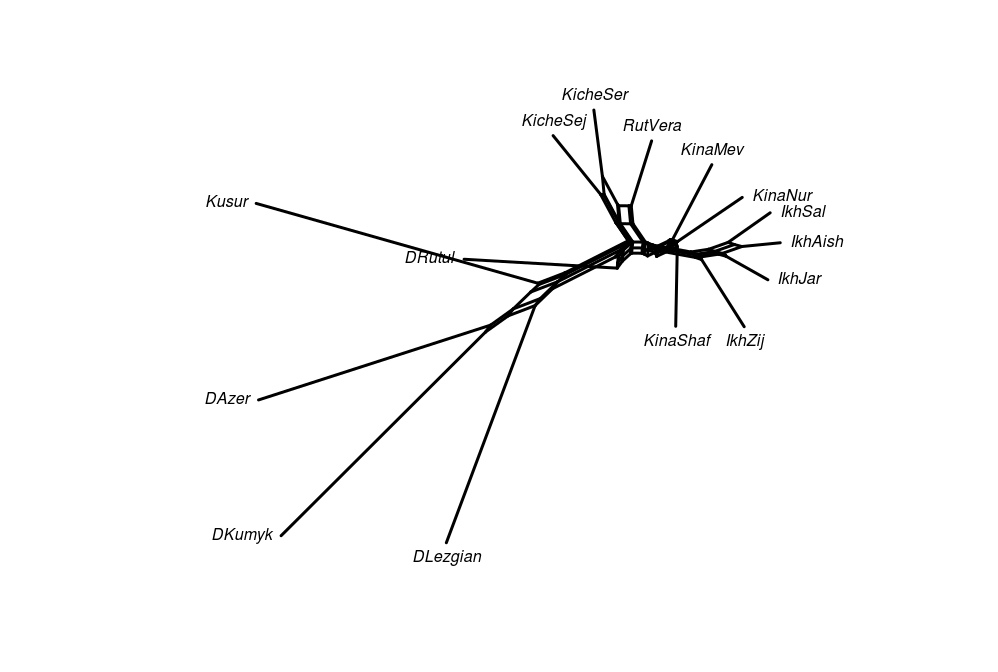 KicheSer
KicheSej
RutVera
KinaMev
KinaNur
Kusur
IkhSal
IkhAish
DRutul
IkhJar
KinaShaf
IkhZij
DAzer
DKumyk
DLezgian